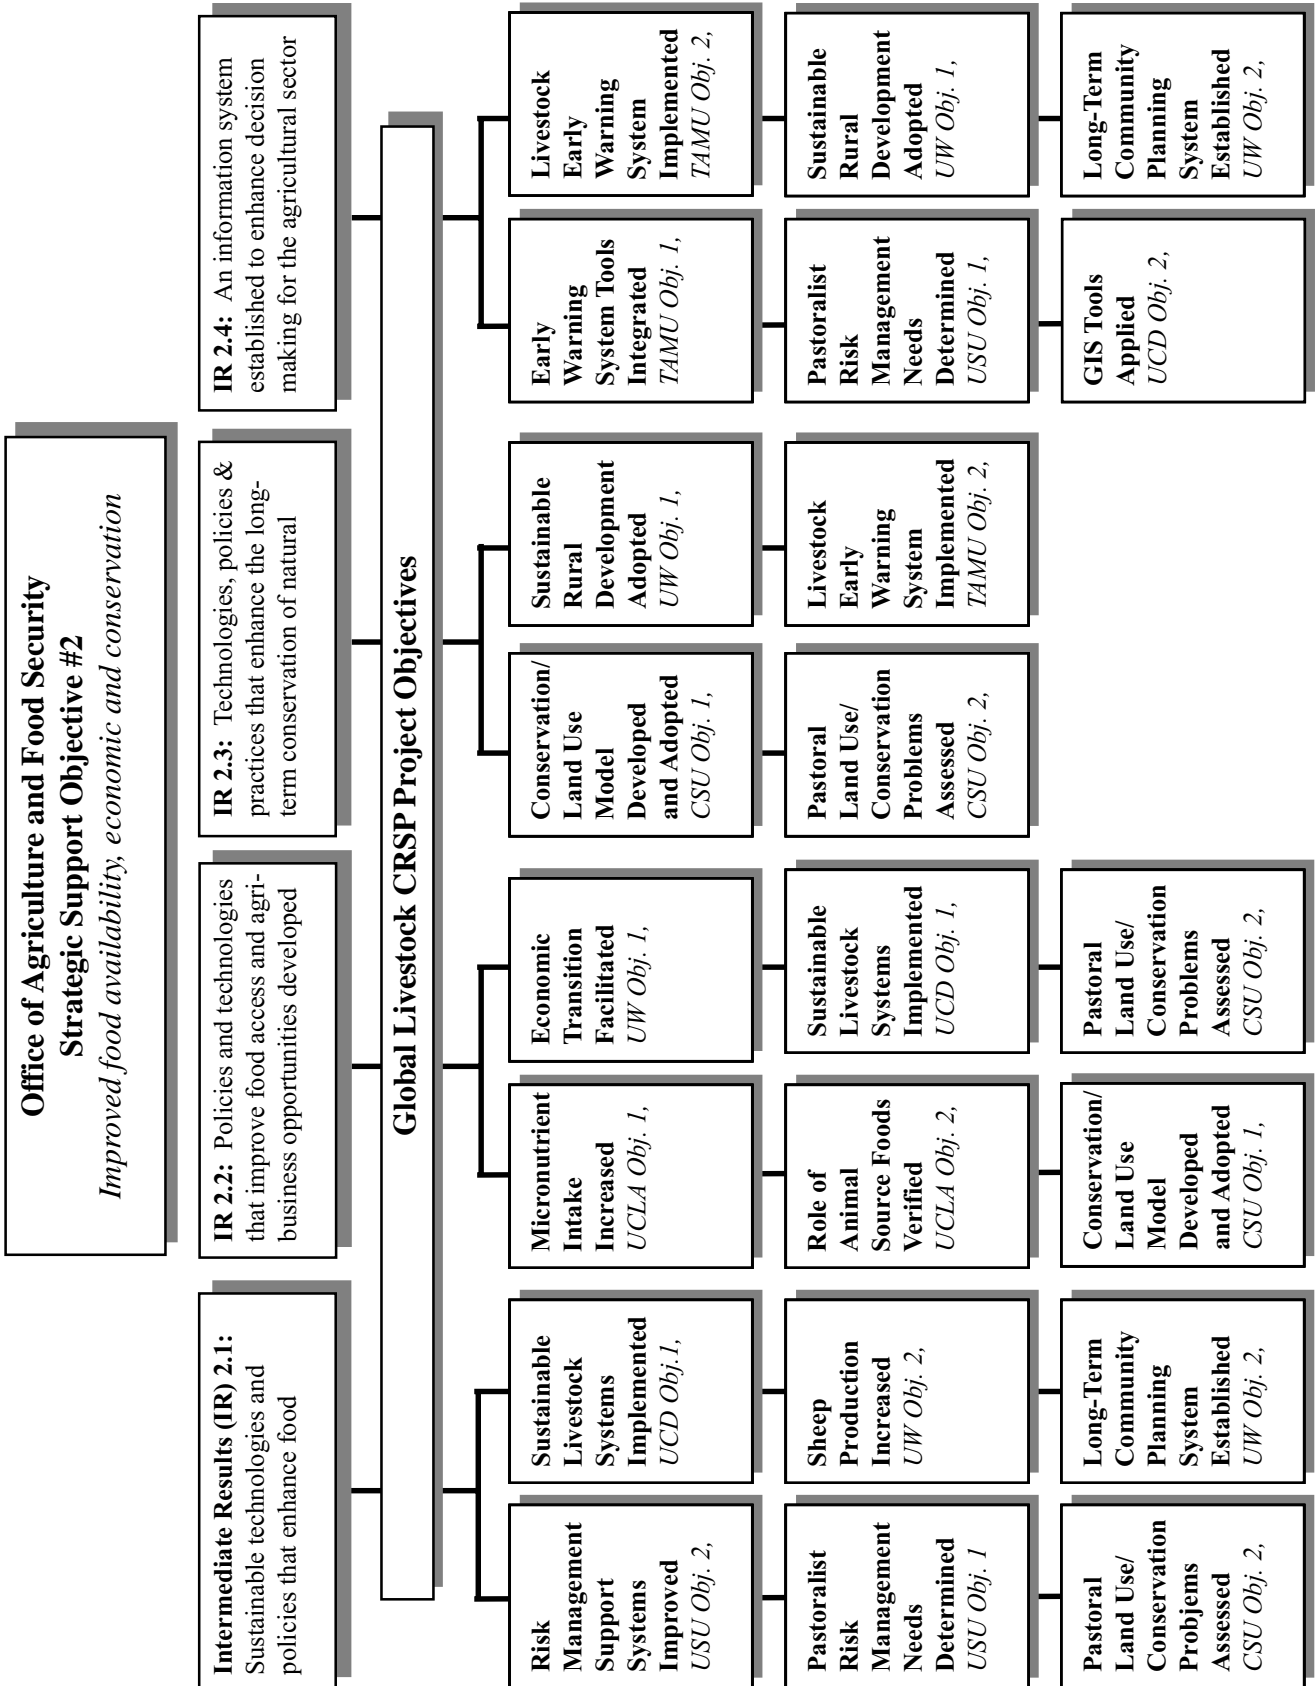 Office of Agriculture and Food Security
Strategic Support Objective #2
Improved food availability, economic and conservation
Intermediate Results (IR) 2.1:
Sustainable technologies and
policies that enhance food
IR 2.2: Policies and technologies
that improve food access and agri-
business opportunities developed
IR 2.3: Technologies, policies &
practices that enhance the long-
term conservation of natural
IR 2.4: An information system
established to enhance decision
making for the agricultural sector
Global Livestock CRSP Project Objectives
Risk
Management
Support
Systems
Improved
USU Obj. 2,
Sustainable
Livestock
Systems
Implemented
UCD Obj.1,
Micronutrient
Intake
Increased
UCLA Obj. 1,
Economic
Transition
Facilitated
UW Obj. 1,
Conservation/
Land Use
Model
Developed
and Adopted
CSU Obj. 1,
Sustainable
Rural
Development
Adopted
UW Obj. 1,
Early
Warning
System Tools
Integrated
TAMU Obj. 1,
Livestock
Early
Warning
System
Implemented
TAMU Obj. 2,
Pastoralist
Risk
Management
Needs
Determined
USU Obj. 1
Sheep
Production
Increased
UW Obj. 2,
Role of
Animal
Source Foods
Verified
UCLA Obj. 2,
Sustainable
Livestock
Systems
Implemented
UCD Obj. 1,
Pastoral
Land Use/
Conservation
Problems
Assessed
CSU Obj. 2,
Livestock
Early
Warning
System
Implemented
TAMU Obj. 2,
Pastoralist
Risk
Management
Needs
Determined
USU Obj. 1,
Sustainable
Rural
Development
Adopted
UW Obj. 1,
Pastoral
Land Use/
Conservation
Probjems
Assessed
CSU Obj. 2,
Long-Term
Community
Planning
System
Established
UW Obj. 2,
Conservation/
Land Use
Model
Developed
and Adopted
CSU Obj. 1,
Pastoral
Land Use/
Conservation
Problems
Assessed
CSU Obj. 2,
GIS Tools
Applied
UCD Obj. 2,
Long-Term
Community
Planning
System
Established
UW Obj. 2,